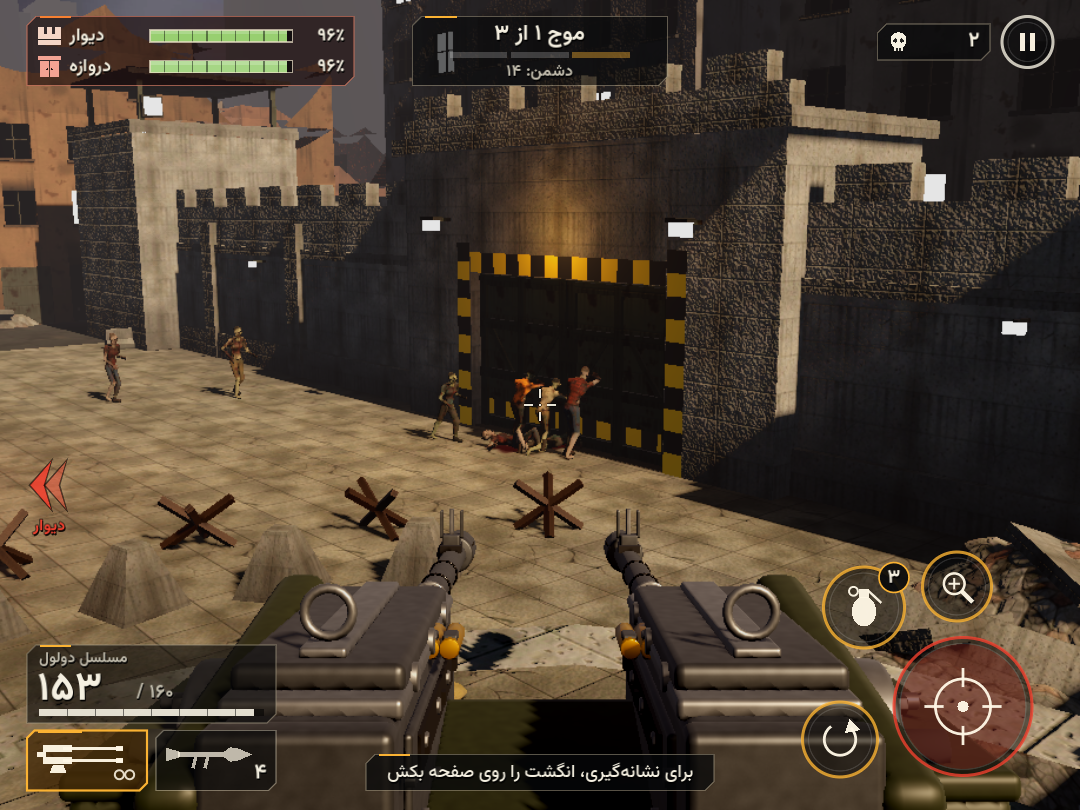 دیوار ۹۶٪
دروازه ۹۶٪
موج ۱ از ۳
دشمن: ۱۴
۲
دیوار
۳
مسلسل دولول
۱۵۳ / ۱۶۰
∞
۴
برای نشانه‌گیری، انگشت را روی صفحه بکش